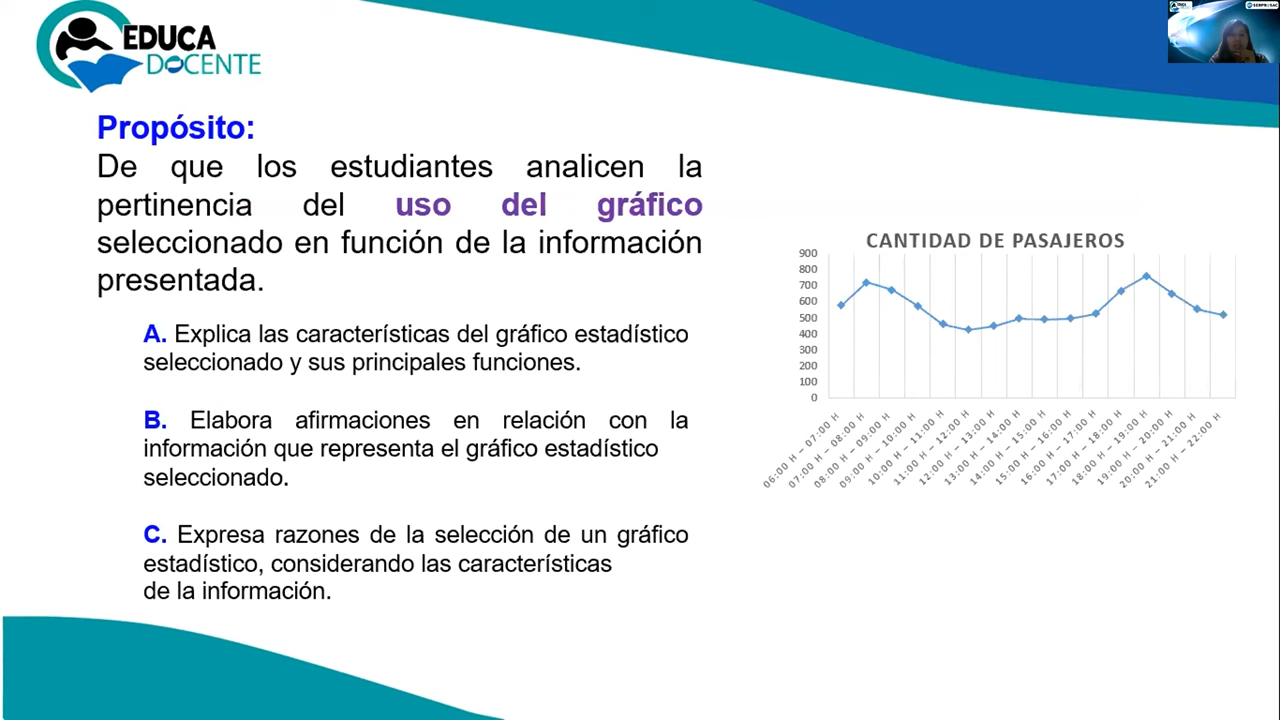 EDUCA
DOCENTE
Propósito:
De que los estudiantes analicen la
pertinencia del uso del gráfico
seleccionado en función de la información
presentada.
A. Explica las características del gráfico estadístico
seleccionado y sus principales funciones.
B. Elabora afirmaciones en relación con la
información que representa el gráfico estadístico
seleccionado.
C. Expresa razones de la selección de un gráfico
estadístico, considerando las características
de la información.
CANTIDAD DE PASAJEROS
900
800
700
600
500
400
300
200
100
0
06:00 H – 07:00 H
07:00 H – 08:00 H
08:00 H – 09:00 H
09:00 H – 10:00 H
10:00 H – 11:00 H
11:00 H – 12:00 H
12:00 H – 13:00 H
13:00 H – 14:00 H
14:00 H – 15:00 H
15:00 H – 16:00 H
16:00 H – 17:00 H
17:00 H – 18:00 H
18:00 H – 19:00 H
19:00 H – 20:00 H
20:00 H – 21:00 H
21:00 H – 22:00 H